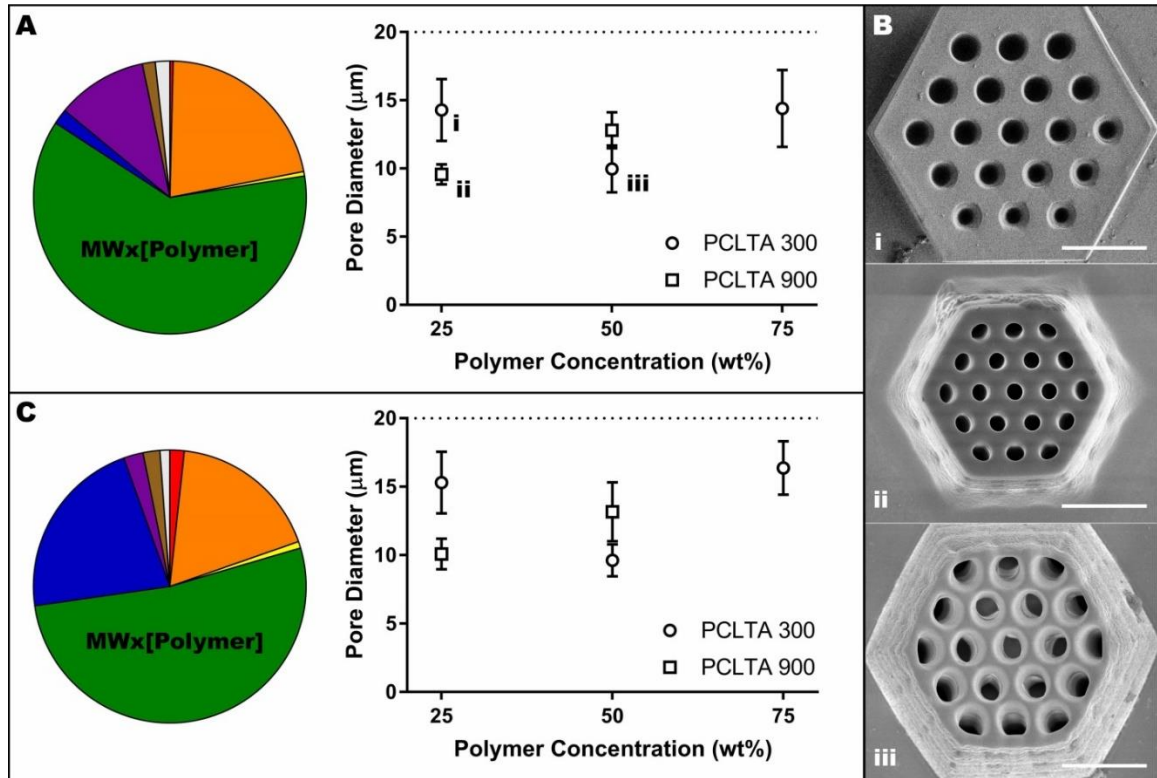 A
MWx[Polymer]
Pore Diameter (μm)
20
15
10
5
0
i
ii
iii
PCLTA 300
PCLTA 900
25
50
75
Polymer Concentration (wt%)
B
i
ii
iii
C
MWx[Polymer]
Pore Diameter (μm)
20
15
10
5
0
PCLTA 300
PCLTA 900
25
50
75
Polymer Concentration (wt%)